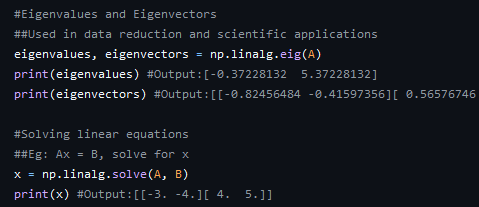 #Eigenvalues and Eigenvectors
##Used in data reduction and scientific applications
eigenvalues, eigenvectors = np.linalg.eig(A)
print(eigenvalues) #Output:[-0.37228132  5.37228132]
print(eigenvectors) #Output:[[-0.82456484 -0.41597356][ 0.56576746
#Solving linear equations
##Eg: Ax = B, solve for x
x = np.linalg.solve(A, B)
print(x) #Output:[[-3. -4.][ 4.  5.]]